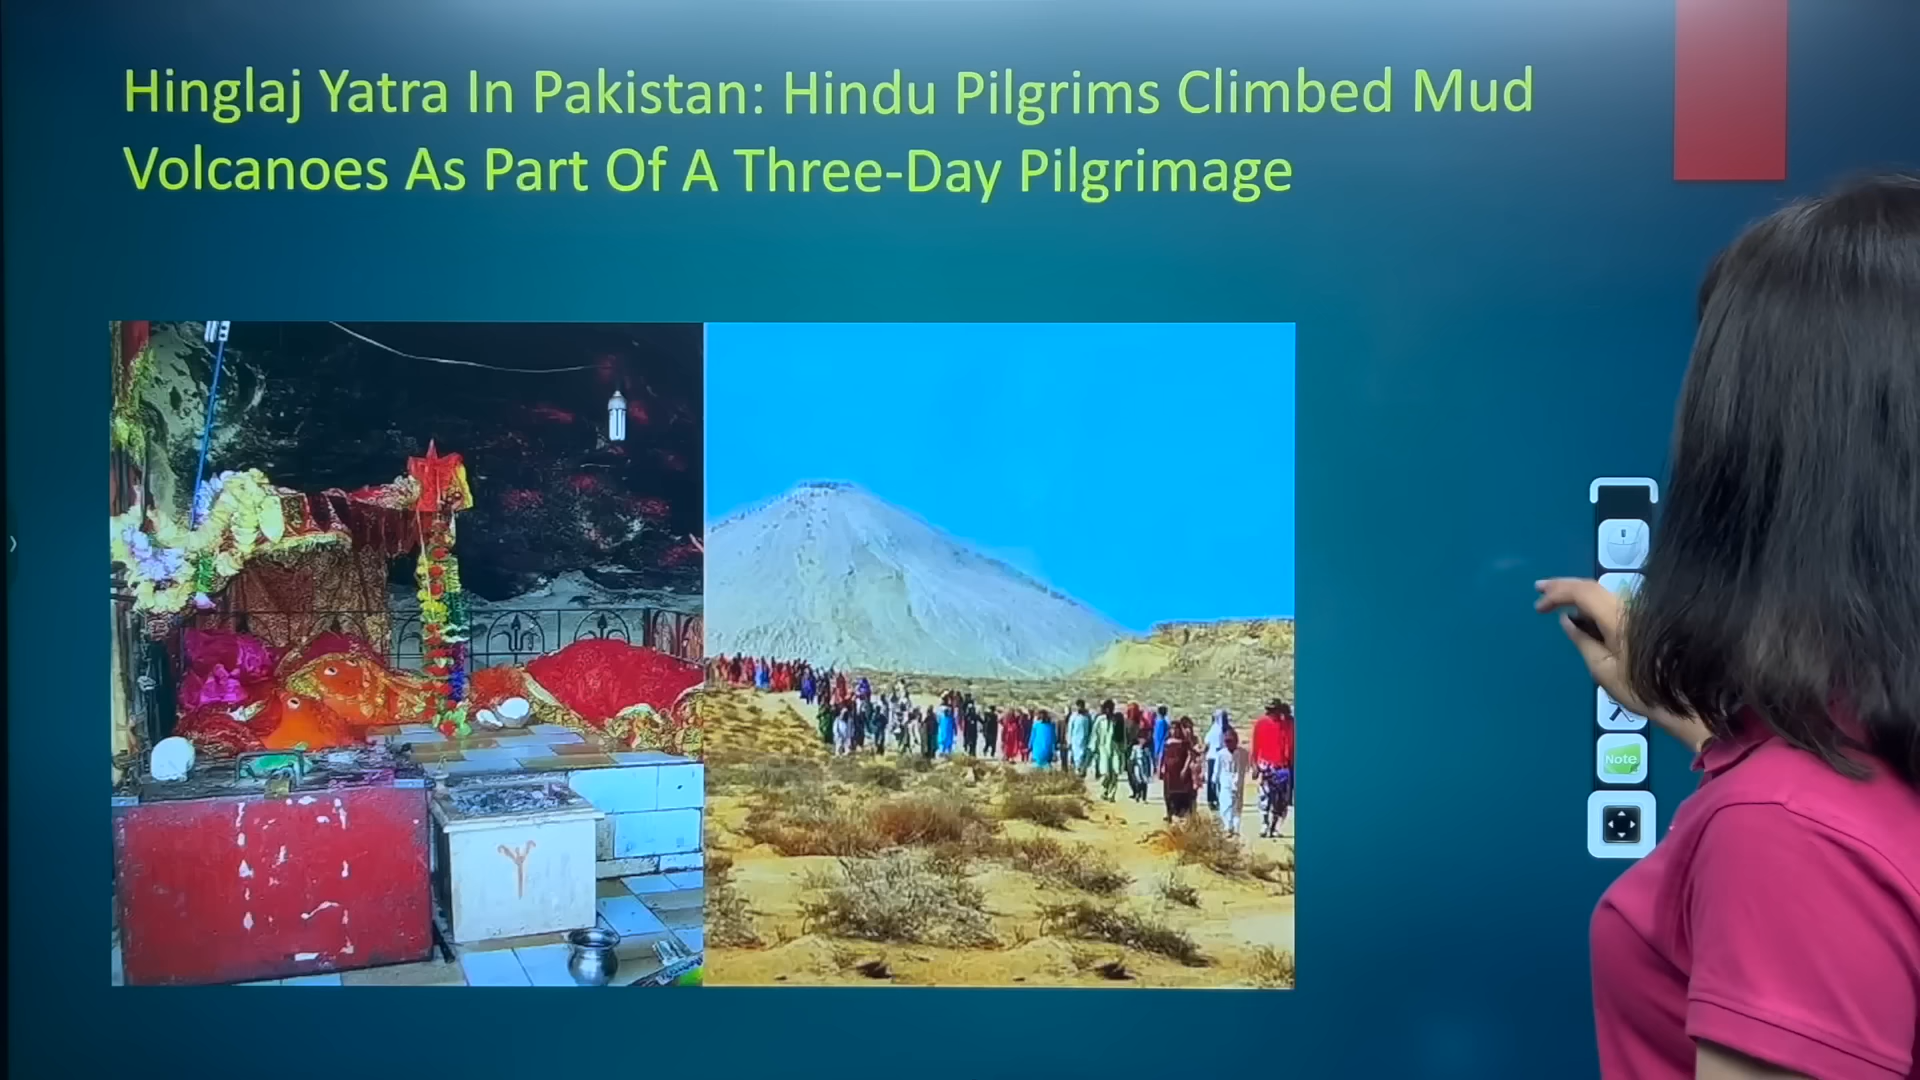 Hinglaj Yatra In Pakistan: Hindu Pilgrims Climbed Mud
Volcanoes As Part Of A Three-Day Pilgrimage
Note